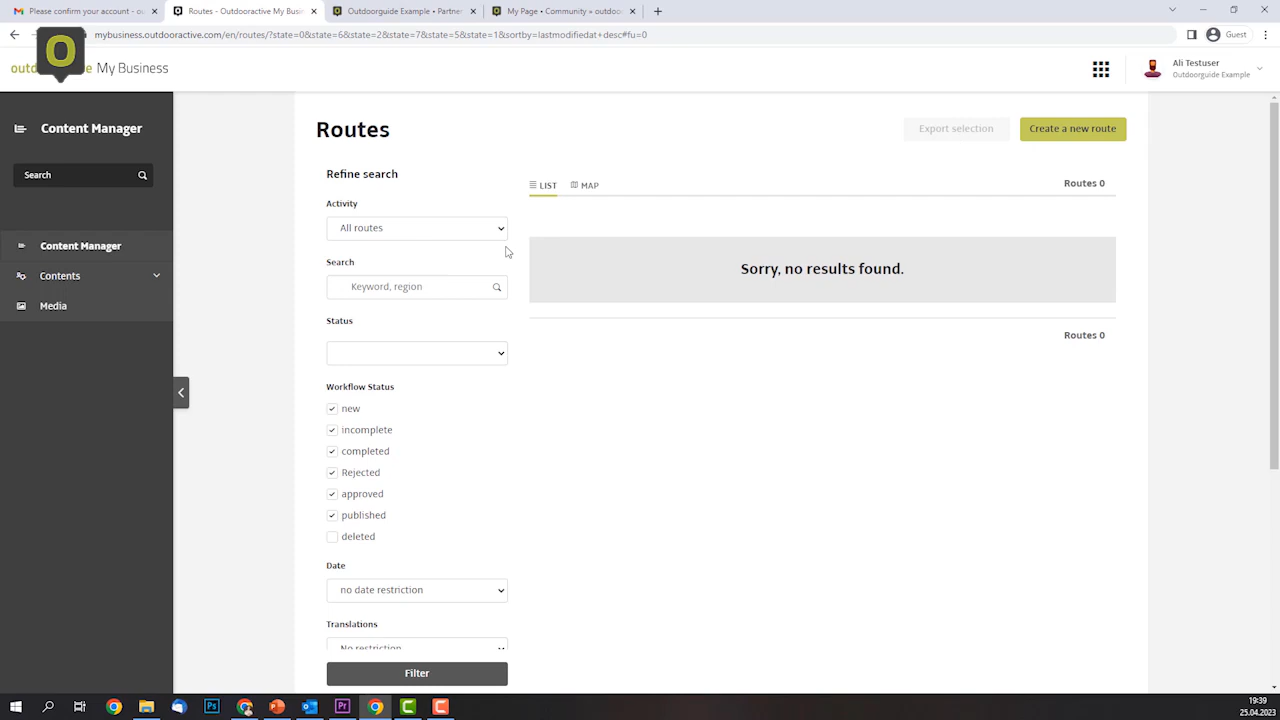 Please confirm your account - ou
Routes - Outdooractive My Busi
Outdoorguide Example • Partner
My Page • Community » outdoo
mybusiness.outdooractive.com/en/routes/?state=0&state=6&state=2&state=7&state=5&state=1&sortby=lastmodifiedat+desc#fu=0
Guest
My Business
Ali Testuser
Outdoorguide Example
Content Manager
Search
Content Manager
Contents
Media
Routes
Export selection
Create a new route
Refine search
LIST
MAP
Routes 0
Activity
All routes
Sorry, no results found.
Search
Keyword, region
Routes 0
Status
Workflow Status
new
incomplete
completed
Rejected
approved
published
deleted
Date
no date restriction
Translations
No restriction
Filter
19:39
25.04.2023